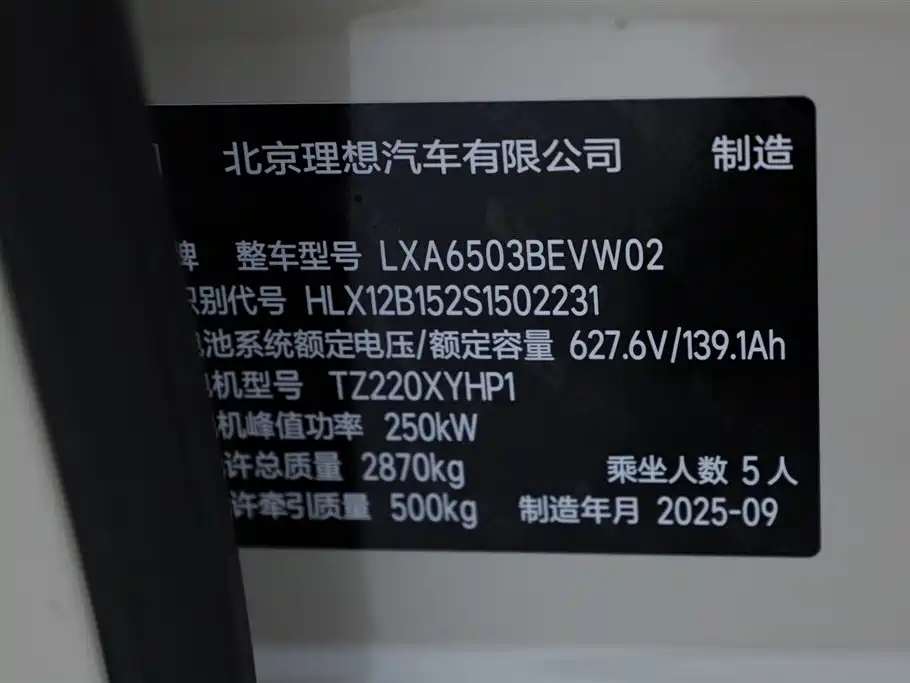 北京理想汽车有限公司 制造
牌 整车型号 LXA6503BEVW02
识别代号 HLX12B152S1502231
电池系统额定电压/额定容量 627.6V/139.1Ah
电机型号 TZ220XYHP1
机峰值功率 250kW
许总质量 2870kg 乘坐人数 5人
许牵引质量 500kg 制造年月 2025-09